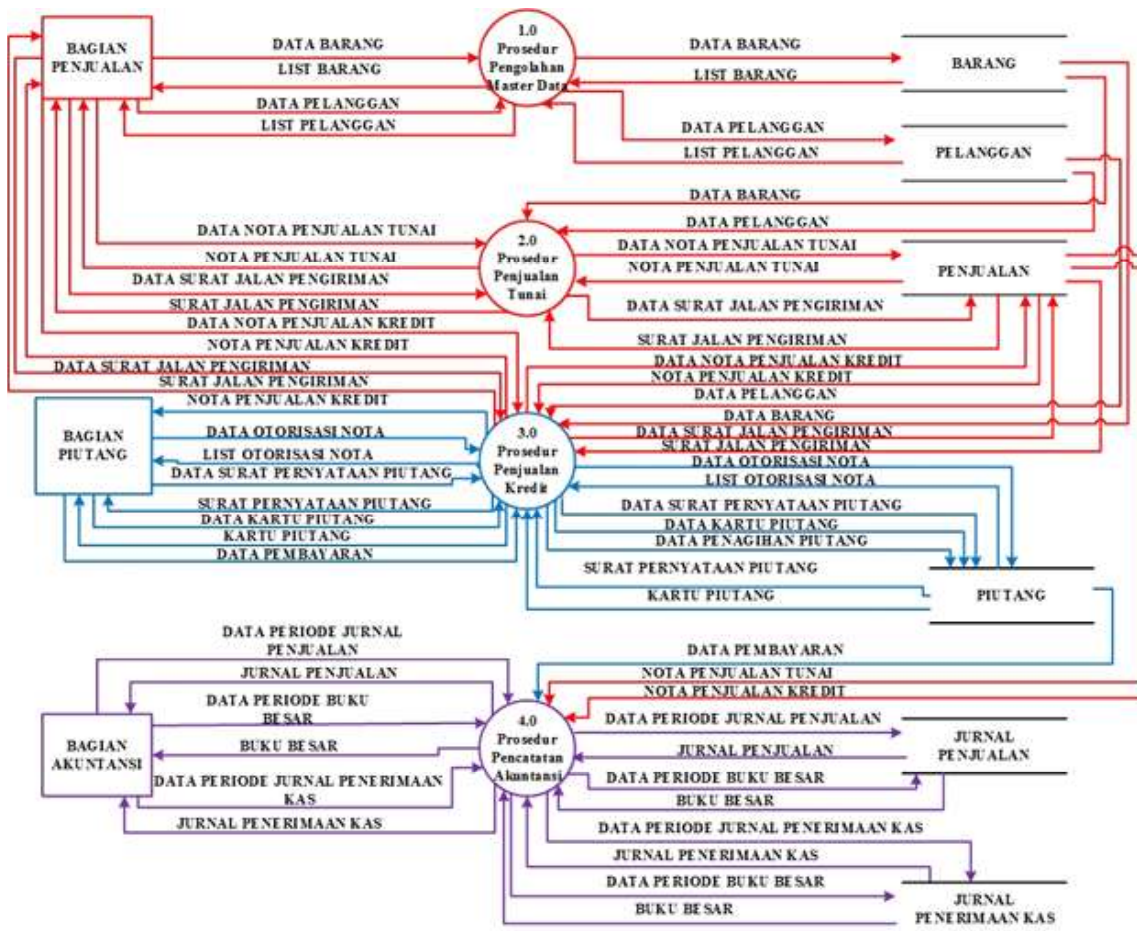 BAGIAN
PENJUALAN
DATA BARANG
LIST BARANG
DATA PELANGGAN
LIST PELANGGAN
1.0
Prosedur
Pengolahan
Master Data
DATA BARANG
LIST BARANG
DATA PELANGGAN
LIST PELANGGAN
BARANG
PELANGGAN
DATA BARANG
DATA PELANGGAN
DATA NOTA PENJUALAN TUNAI
NOTA PENJUALAN TUNAI
DATA SURAT JALAN PENGIRIMAN
SURAT JALAN PENGIRIMAN
2.0
Prosedur
Penjualan
Tunai
DATA NOTA PENJUALAN TUNAI
NOTA PENJUALAN TUNAI
DATA SURAT JALAN PENGIRIMAN
SURAT JALAN PENGIRIMAN
PENJUALAN
DATA NOTA PENJUALAN KREDIT
NOTA PENJUALAN KREDIT
DATA SURAT JALAN PENGIRIMAN
SURAT JALAN PENGIRIMAN
NOTA PENJUALAN KREDIT
DATA NOTA PENJUALAN KREDIT
NOTA PENJUALAN KREDIT
DATA PELANGGAN
DATA BARANG
DATA SURAT JALAN PENGIRIMAN
SURAT JALAN PENGIRIMAN
BAGIAN
PIUTANG
DATA OTORISASI NOTA
LIST OTORISASI NOTA
DATA SURAT PERNYATAAN PIUTANG
SURAT PERNYATAAN PIUTANG
DATA KARTU PIUTANG
KARTU PIUTANG
DATA PEMBAYARAN
3.0
Prosedur
Penjualan
Kredit
DATA OTORISASI NOTA
LIST OTORISASI NOTA
DATA SURAT PERNYATAAN PIUTANG
DATA KARTU PIUTANG
DATA PENAGIHAN PIUTANG
SURAT PERNYATAAN PIUTANG
KARTU PIUTANG
PIUTANG
DATA PEMBAYARAN
NOTA PENJUALAN TUNAI
NOTA PENJUALAN KREDIT
DATA PERIODE JURNAL
PENJUALAN
JURNAL PENJUALAN
DATA PERIODE BUKU
BESAR
BUKU BESAR
DATA PERIODE JURNAL PENERIMAAN
KAS
JURNAL PENERIMAAN KAS
BAGIAN
AKUNTANSI
4.0
Prosedur
Pencatatan
Akuntansi
DATA PERIODE JURNAL PENJUALAN
JURNAL PENJUALAN
DATA PERIODE BUKU BESAR
BUKU BESAR
JURNAL
PENJUALAN
DATA PERIODE JURNAL PENERIMAAN KAS
JURNAL PENERIMAAN KAS
DATA PERIODE BUKU BESAR
BUKU BESAR
JURNAL
PENERIMAAN KAS